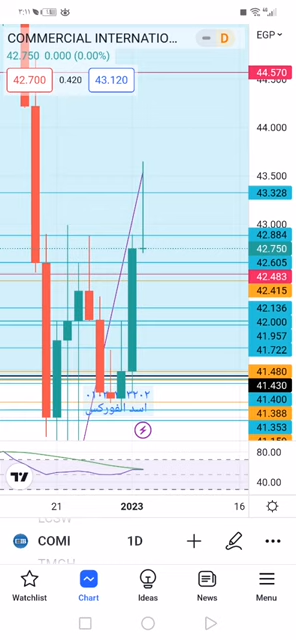 ٣:١١
COMMERCIAL INTERNATIO...
D
EGP
42.750 0.000 (0.00%)
42.700
0.420
43.120
44.570
44.000
43.500
43.328
43.000
42.884
42.750
42.605
42.483
42.415
42.136
42.000
41.957
41.722
41.480
41.430
41.400
41.388
41.353
اسد الفوركس
80.00
40.00
21
2023
16
COMI
1D
TMGH
Watchlist
Chart
Ideas
News
Menu